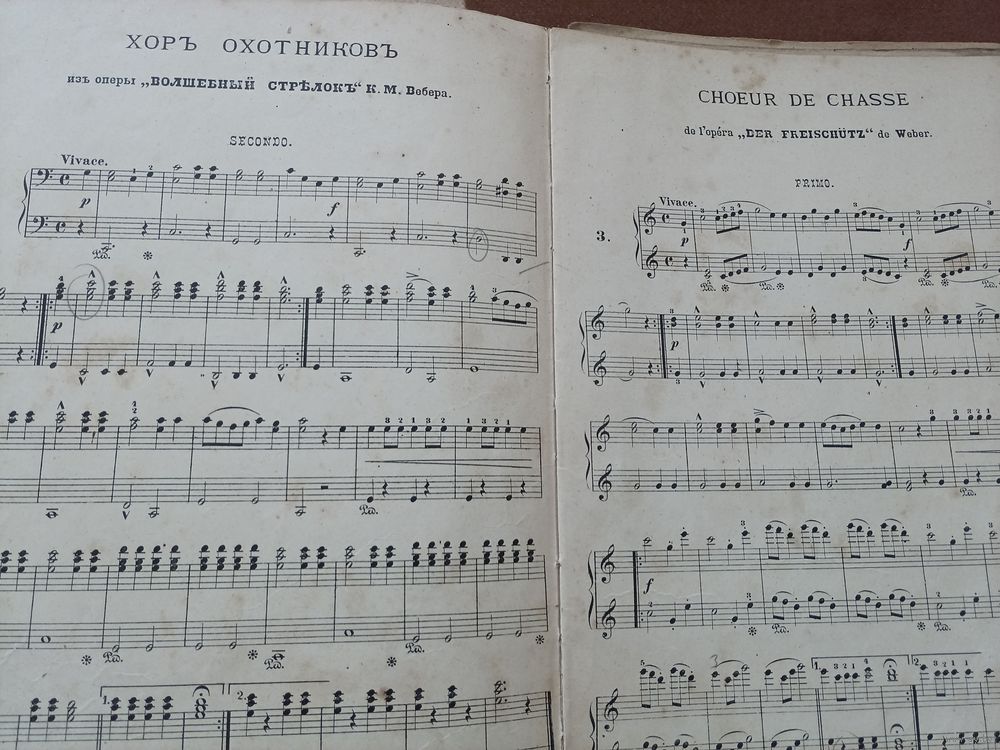 ХОРЪ ОХОТНИКОВЪ
изъ оперы „ВОЛШЕБНЫЙ СТРѢЛОКЪ“ К. М. Вебера.
SECONDO.
Vivace.
CHOEUR DE CHASSE
de l'opéra „DER FREISCHÜTZ“ de Weber.
PRIMO.
Vivace.
3.